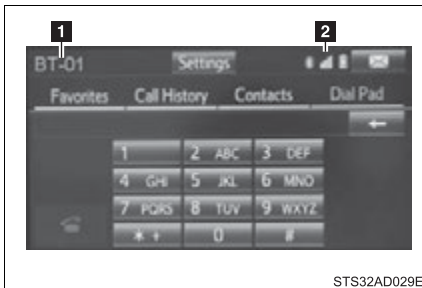 1 2
BT-01 Settings
Favorites Call History Contacts Dial Pad
1 2 ABC 3 DEF
4 GHI 5 JKL 6 MNO
7 PQRS 8 TUV 9 WXYZ
* + 0 #
STS32AD029E